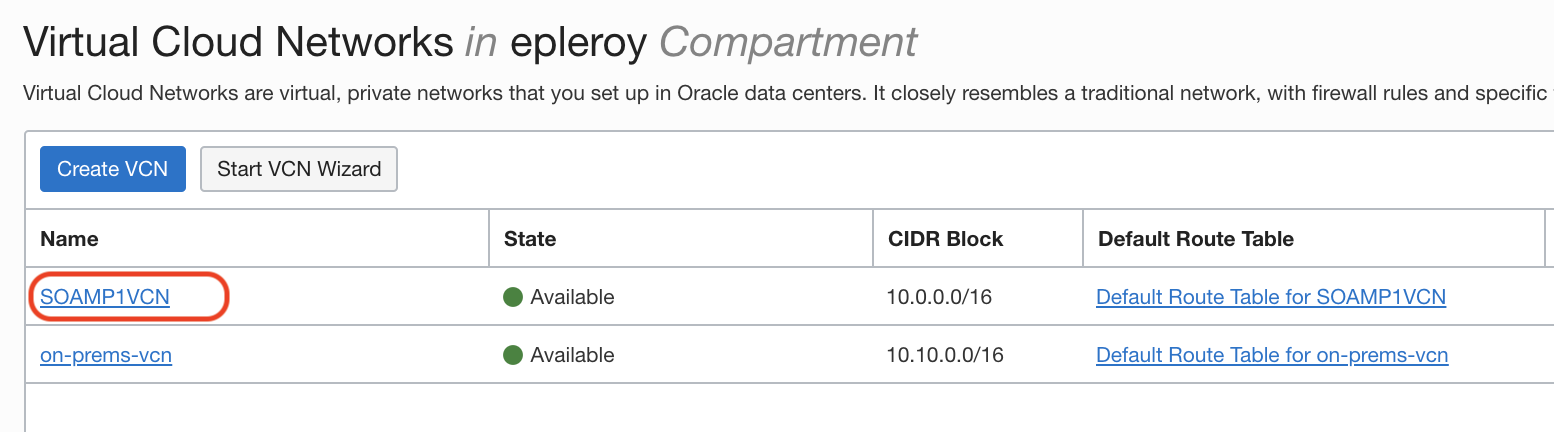 Virtual Cloud Networks in epleroy Compartment
Virtual Cloud Networks are virtual, private networks that you set up in Oracle data centers. It closely resembles a traditional network, with firewall rules and specific
Create VCN Start VCN Wizard
Name State CIDR Block Default Route Table
SOAMP1VCN Available 10.0.0.0/16 Default Route Table for SOAMP1VCN
on-prems-vcn Available 10.10.0.0/16 Default Route Table for on-prems-vcn